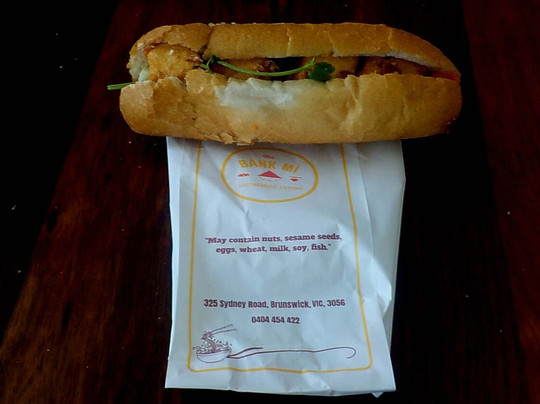 BANH MI
"May contain nuts, sesame seeds,
eggs, wheat, milk, soy, fish."
325 Sydney Road, Brunswick, VIC, 3056
0404 454 422